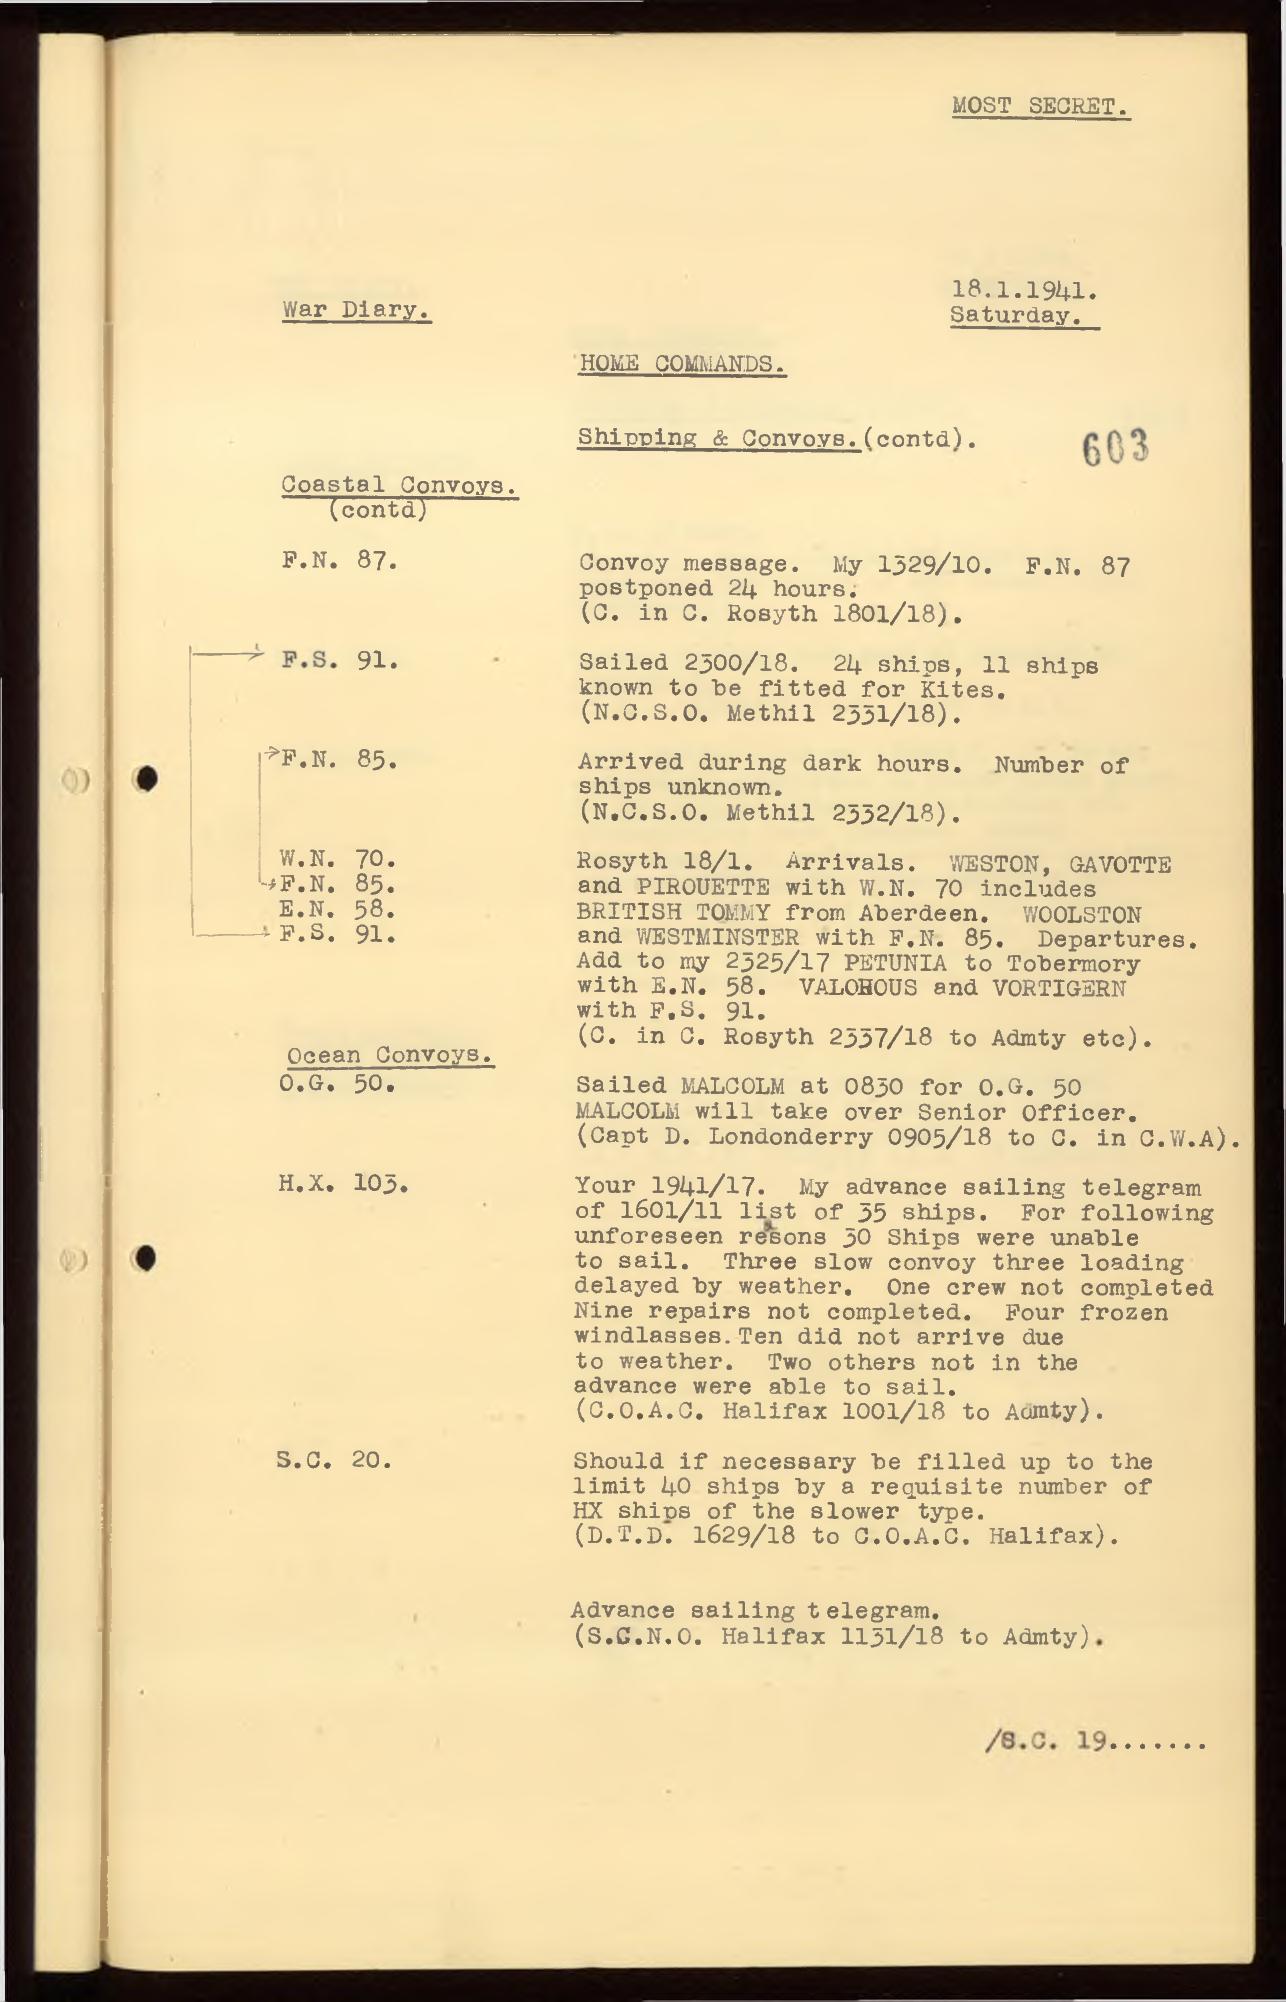 MOST SECRET.
War Diary.
18.1.1941.
Saturday.
HOME COMMANDS.
Shipping & Convoys.(contd).
603
Coastal Convoys.
(contd)
F.N. 87.
Convoy message. My 1329/10. F.N. 87
postponed 24 hours.
(C. in C. Rosyth 1801/18).
F.S. 91.
Sailed 2300/18. 24 ships, 11 ships
known to be fitted for Kites.
(N.C.S.O. Methil 2331/18).
F.N. 85.
Arrived during dark hours. Number of
ships unknown.
(N.C.S.O. Methil 2332/18).
W.N. 70.
F.N. 85.
E.N. 58.
F.S. 91.
Rosyth 18/1. Arrivals. WESTON, GAVOTTE
and PIROUETTE with W.N. 70 includes
BRITISH TOMMY from Aberdeen. WOOLSTON
and WESTMINSTER with F.N. 85. Departures.
Add to my 2325/17 PETUNIA to Tobermory
with E.N. 58. VALOROUS and VORTIGERN
with F.S. 91.
(C. in C. Rosyth 2337/18 to Admty etc).
Ocean Convoys.
O.G. 50.
Sailed MALCOLM at 0830 for O.G. 50
MALCOLM will take over Senior Officer.
(Capt D. Londonderry 0905/18 to C. in C.W.A).
H.X. 103.
Your 1941/17. My advance sailing telegram
of 1601/11 list of 35 ships. For following
unforeseen reasons 30 Ships were unable
to sail. Three slow convoy three loading
delayed by weather. One crew not completed
Nine repairs not completed. Four frozen
windlasses. Ten did not arrive due
to weather. Two others not in the
advance were able to sail.
(C.O.A.C. Halifax 1001/18 to Admty).
S.C. 20.
Should if necessary be filled up to the
limit 40 ships by a requisite number of
HX ships of the slower type.
(D.T.D. 1629/18 to C.O.A.C. Halifax).
Advance sailing telegram.
(S.C.N.O. Halifax 1131/18 to Admty).
/S.C. 19.......